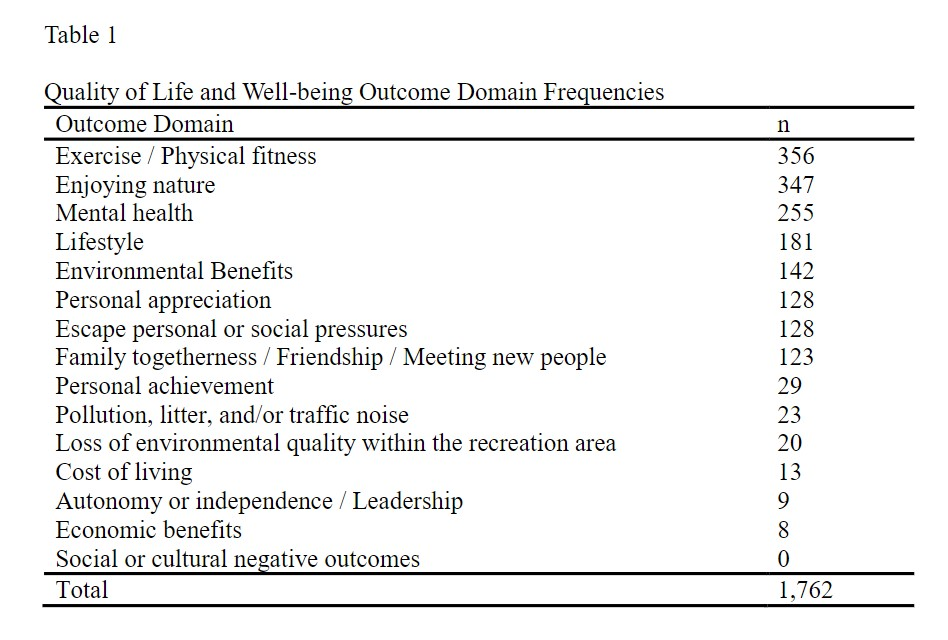 Table 1
Quality of Life and Well-being Outcome Domain Frequencies
Outcome Domain n
Exercise / Physical fitness 356
Enjoying nature 347
Mental health 255
Lifestyle 181
Environmental Benefits 142
Personal appreciation 128
Escape personal or social pressures 128
Family togetherness / Friendship / Meeting new people 123
Personal achievement 29
Pollution, litter, and/or traffic noise 23
Loss of environmental quality within the recreation area 20
Cost of living 13
Autonomy or independence / Leadership 9
Economic benefits 8
Social or cultural negative outcomes 0
Total 1,762